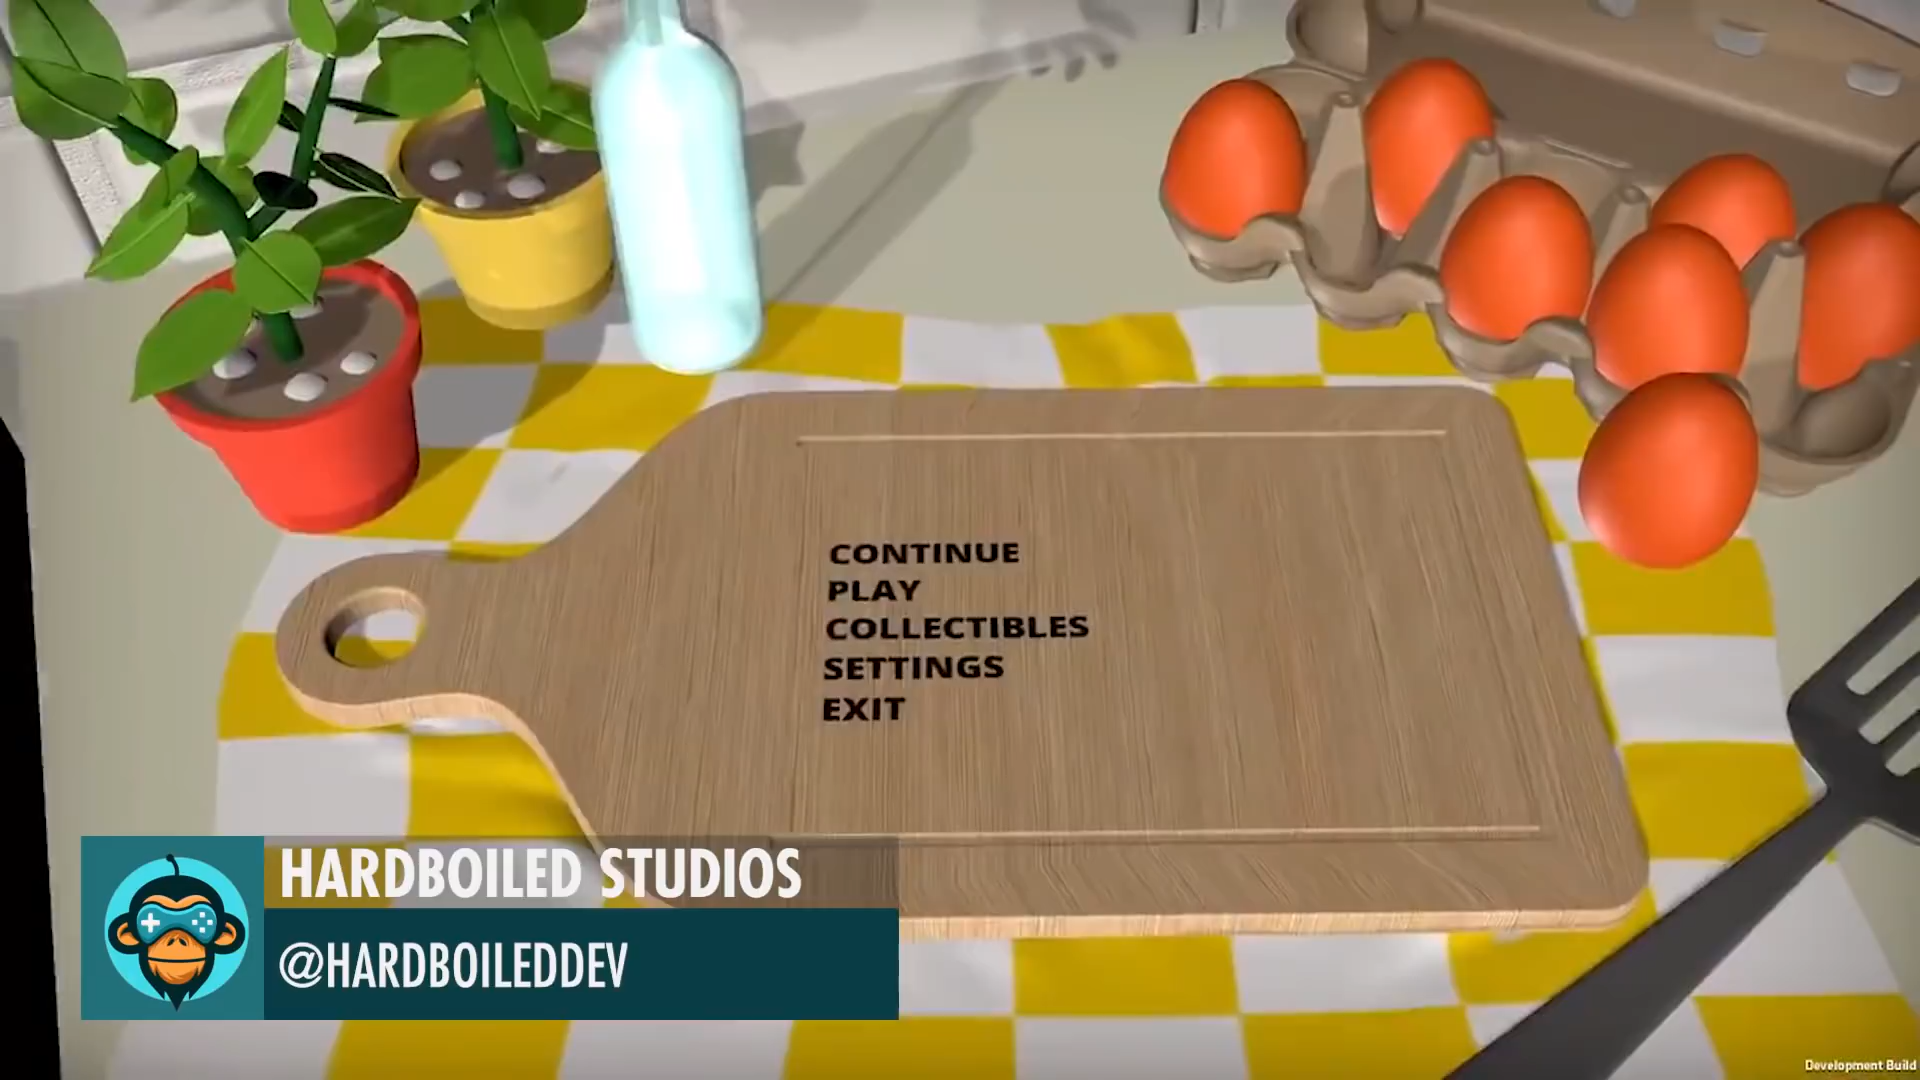 CONTINUE
PLAY
COLLECTIBLES
SETTINGS
EXIT
HARDBOILED STUDIOS
@HARDBOILEDDEV
Development Build